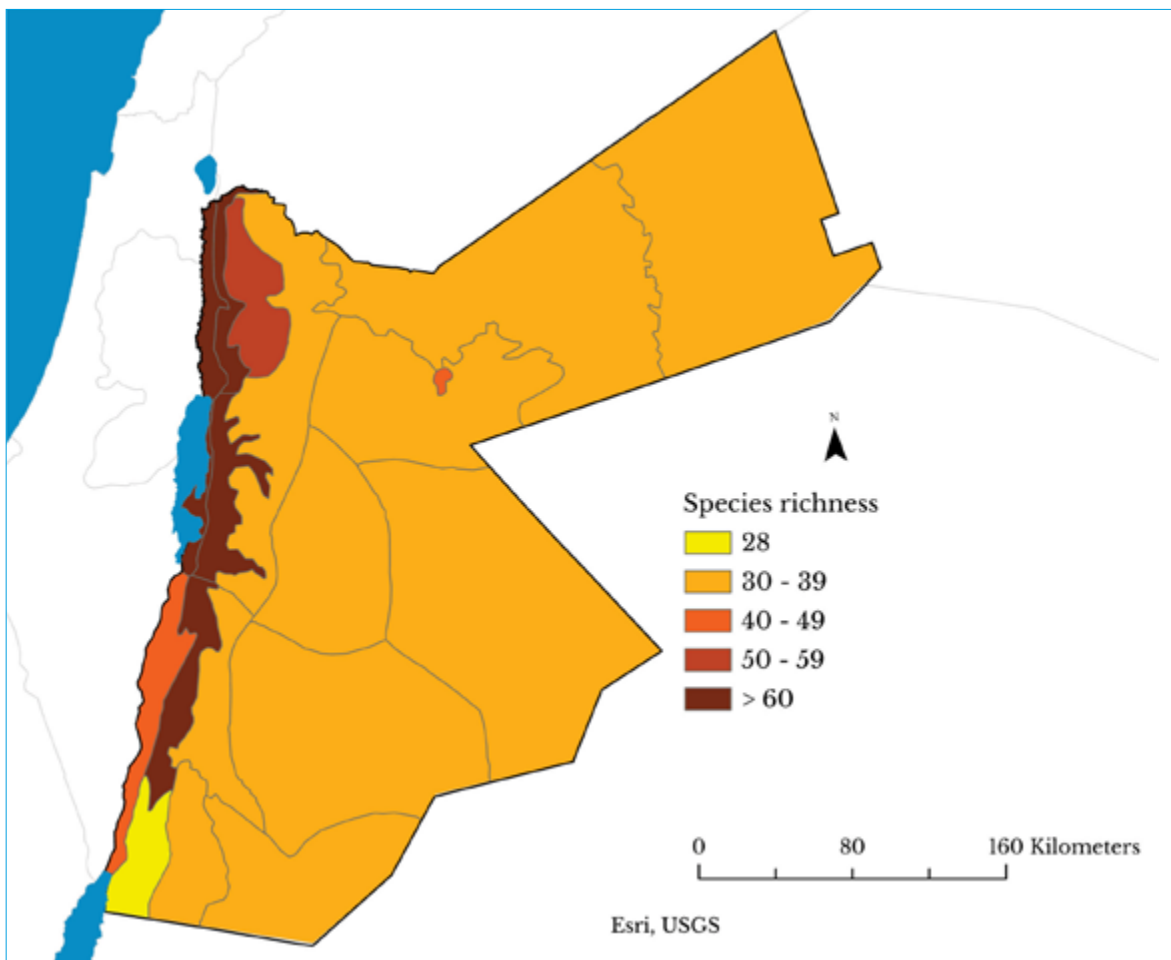 N
Species richness
28
30 - 39
40 - 49
50 - 59
> 60
0 80 160 Kilometers
Esri, USGS